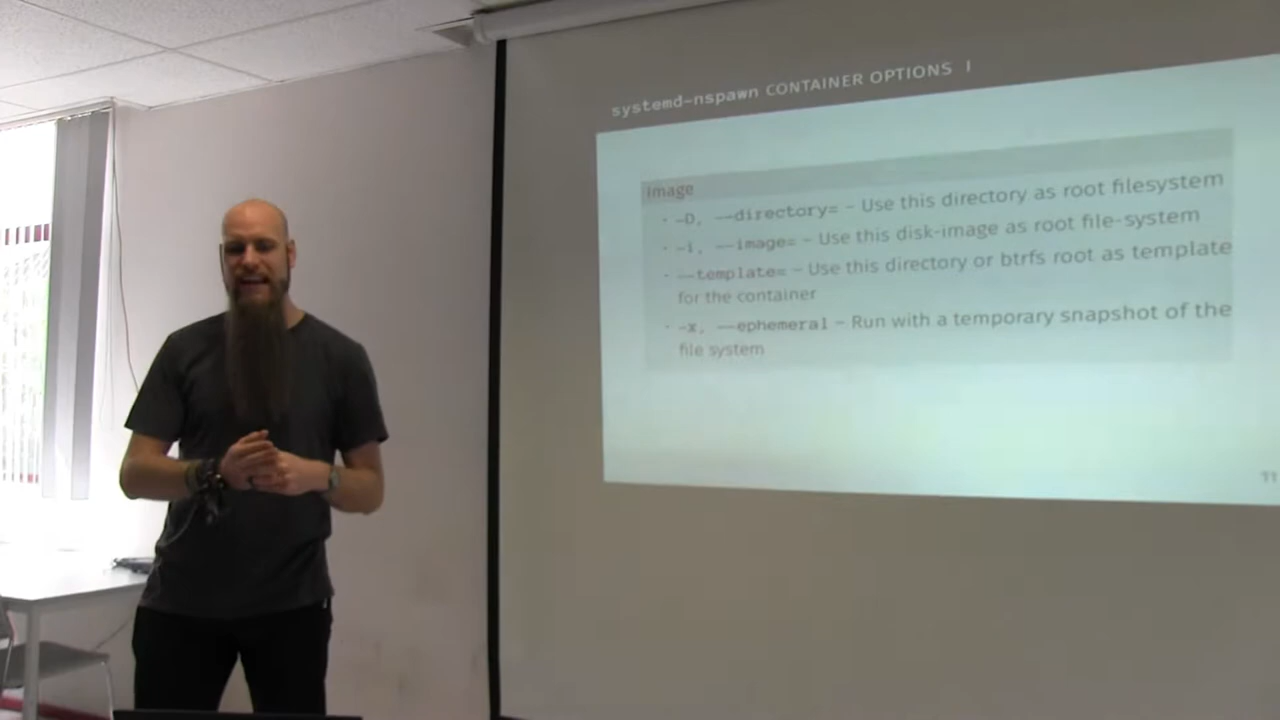 systemd-nspawn CONTAINER OPTIONS I
Image
· -D, --directory= – Use this directory as root filesystem
· -i, --image= – Use this disk-image as root file-system
· --template= – Use this directory or btrfs root as template
for the container
· -x, --ephemeral – Run with a temporary snapshot of the
file system
11